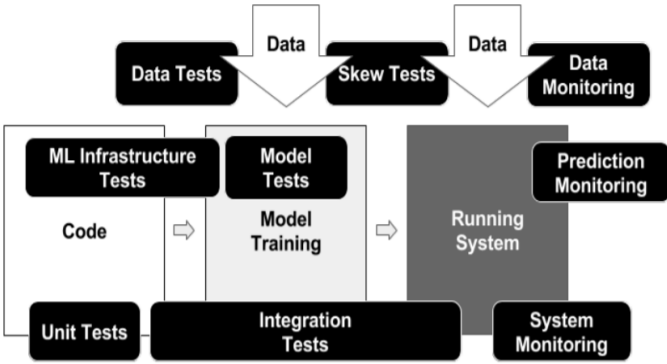 Data
Data
Data Tests
Skew Tests
Data
Monitoring
ML Infrastructure
Tests
Model
Tests
Prediction
Monitoring
Code
Model
Training
Running
System
Unit Tests
Integration
Tests
System
Monitoring